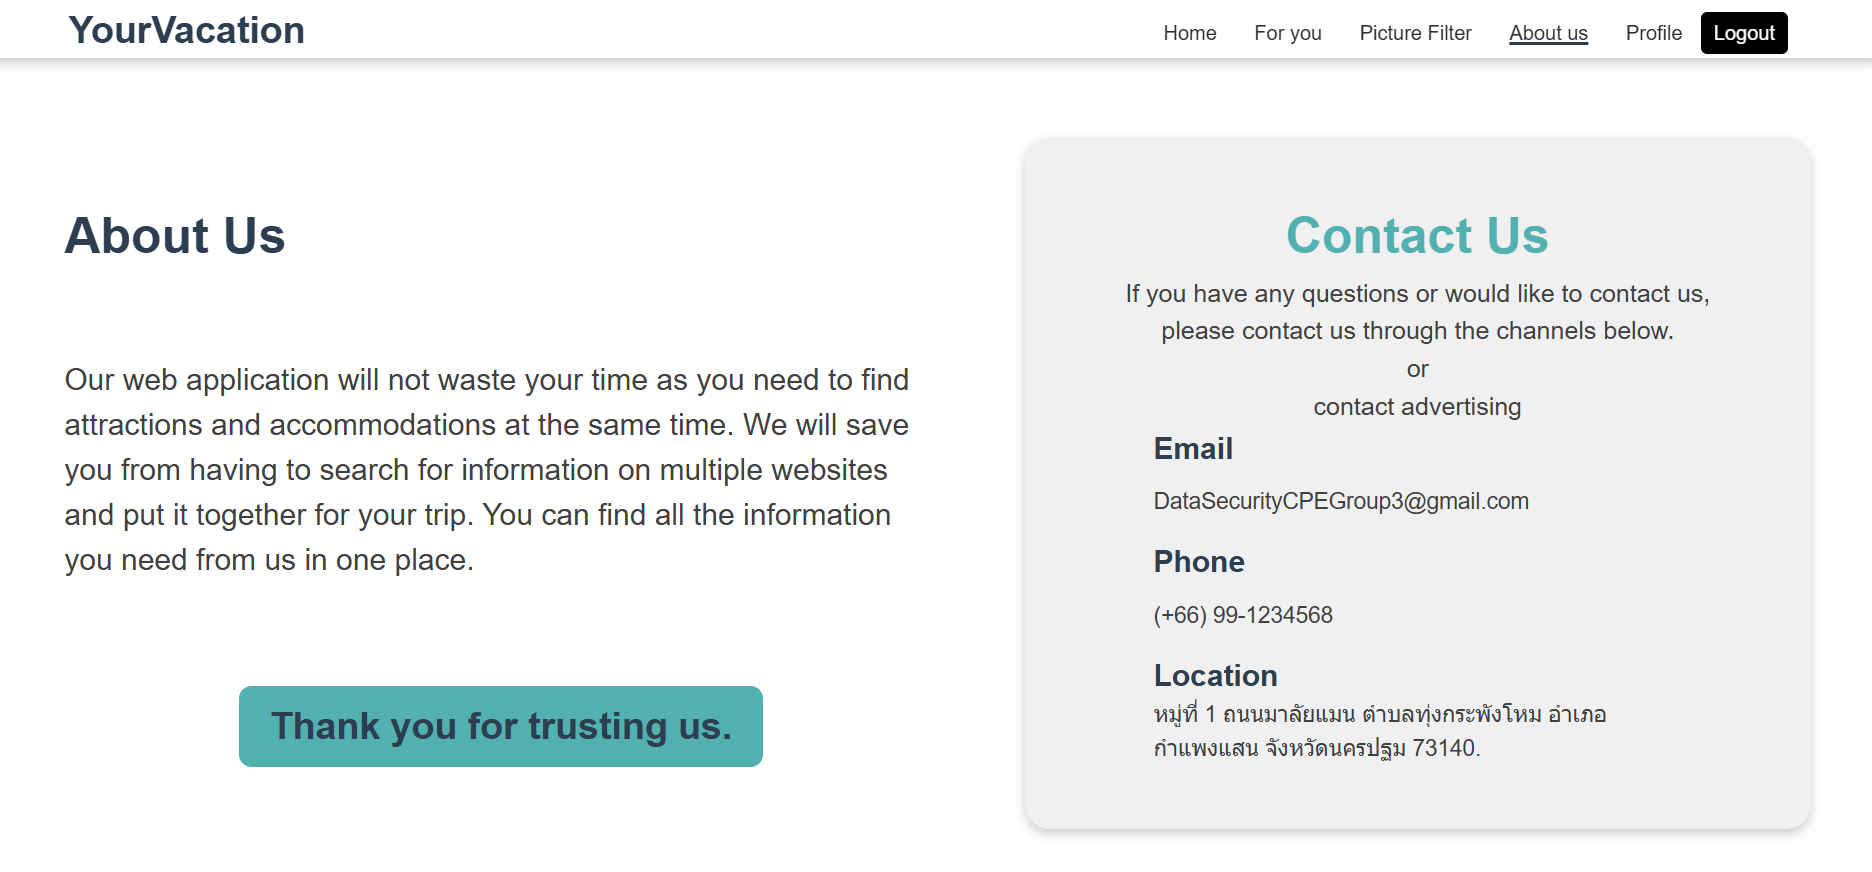 YourVacation
Home For you Picture Filter About us Profile Logout
About Us
Our web application will not waste your time as you need to find
attractions and accommodations at the same time. We will save
you from having to search for information on multiple websites
and put it together for your trip. You can find all the information
you need from us in one place.
Thank you for trusting us.
Contact Us
If you have any questions or would like to contact us,
please contact us through the channels below.
or
contact advertising
Email
DataSecurityCPEGroup3@gmail.com
Phone
(+66) 99-1234568
Location
หมู่ที่ 1 ถนนมาลัยแมน ตำบลทุ่งกระพังโหม อำเภอ
กำแพงแสน จังหวัดนครปฐม 73140.